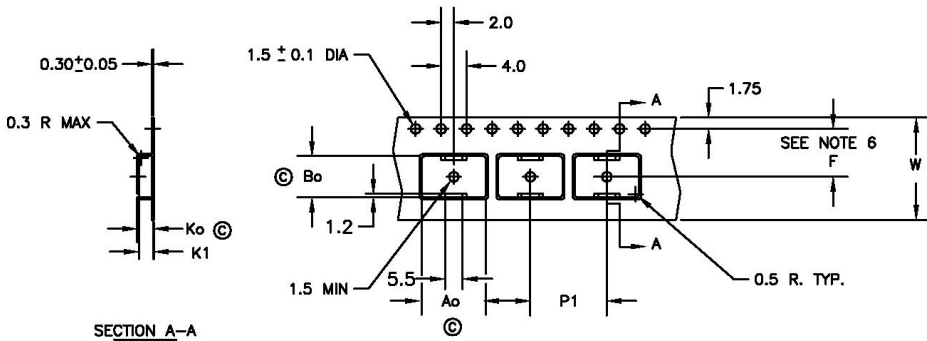 2.0
1.5 ± 0.1 DIA
4.0
0.30±0.05
A
1.75
0.3 R MAX
SEE NOTE 6
F
W
© Bo
1.2
Ko ©
K1
A
5.5
1.5 MIN
0.5 R. TYP.
Ao
P1
©
SECTION A-A